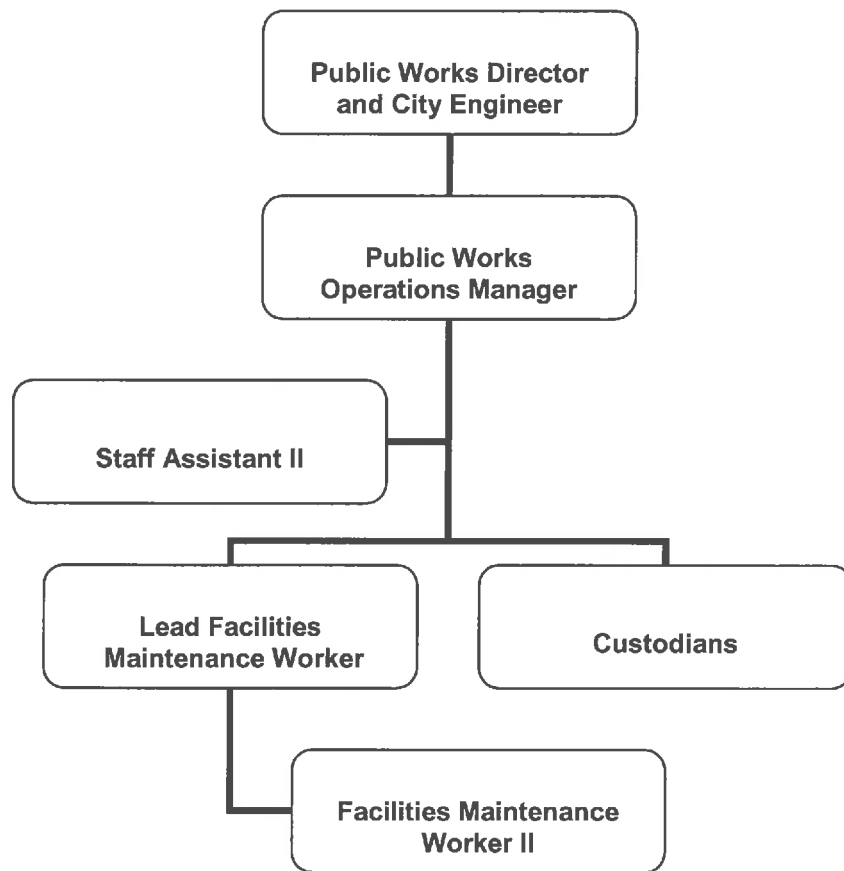 Public Works Director
and City Engineer
Public Works
Operations Manager
Staff Assistant II
Lead Facilities
Maintenance Worker
Custodians
Facilities Maintenance
Worker II